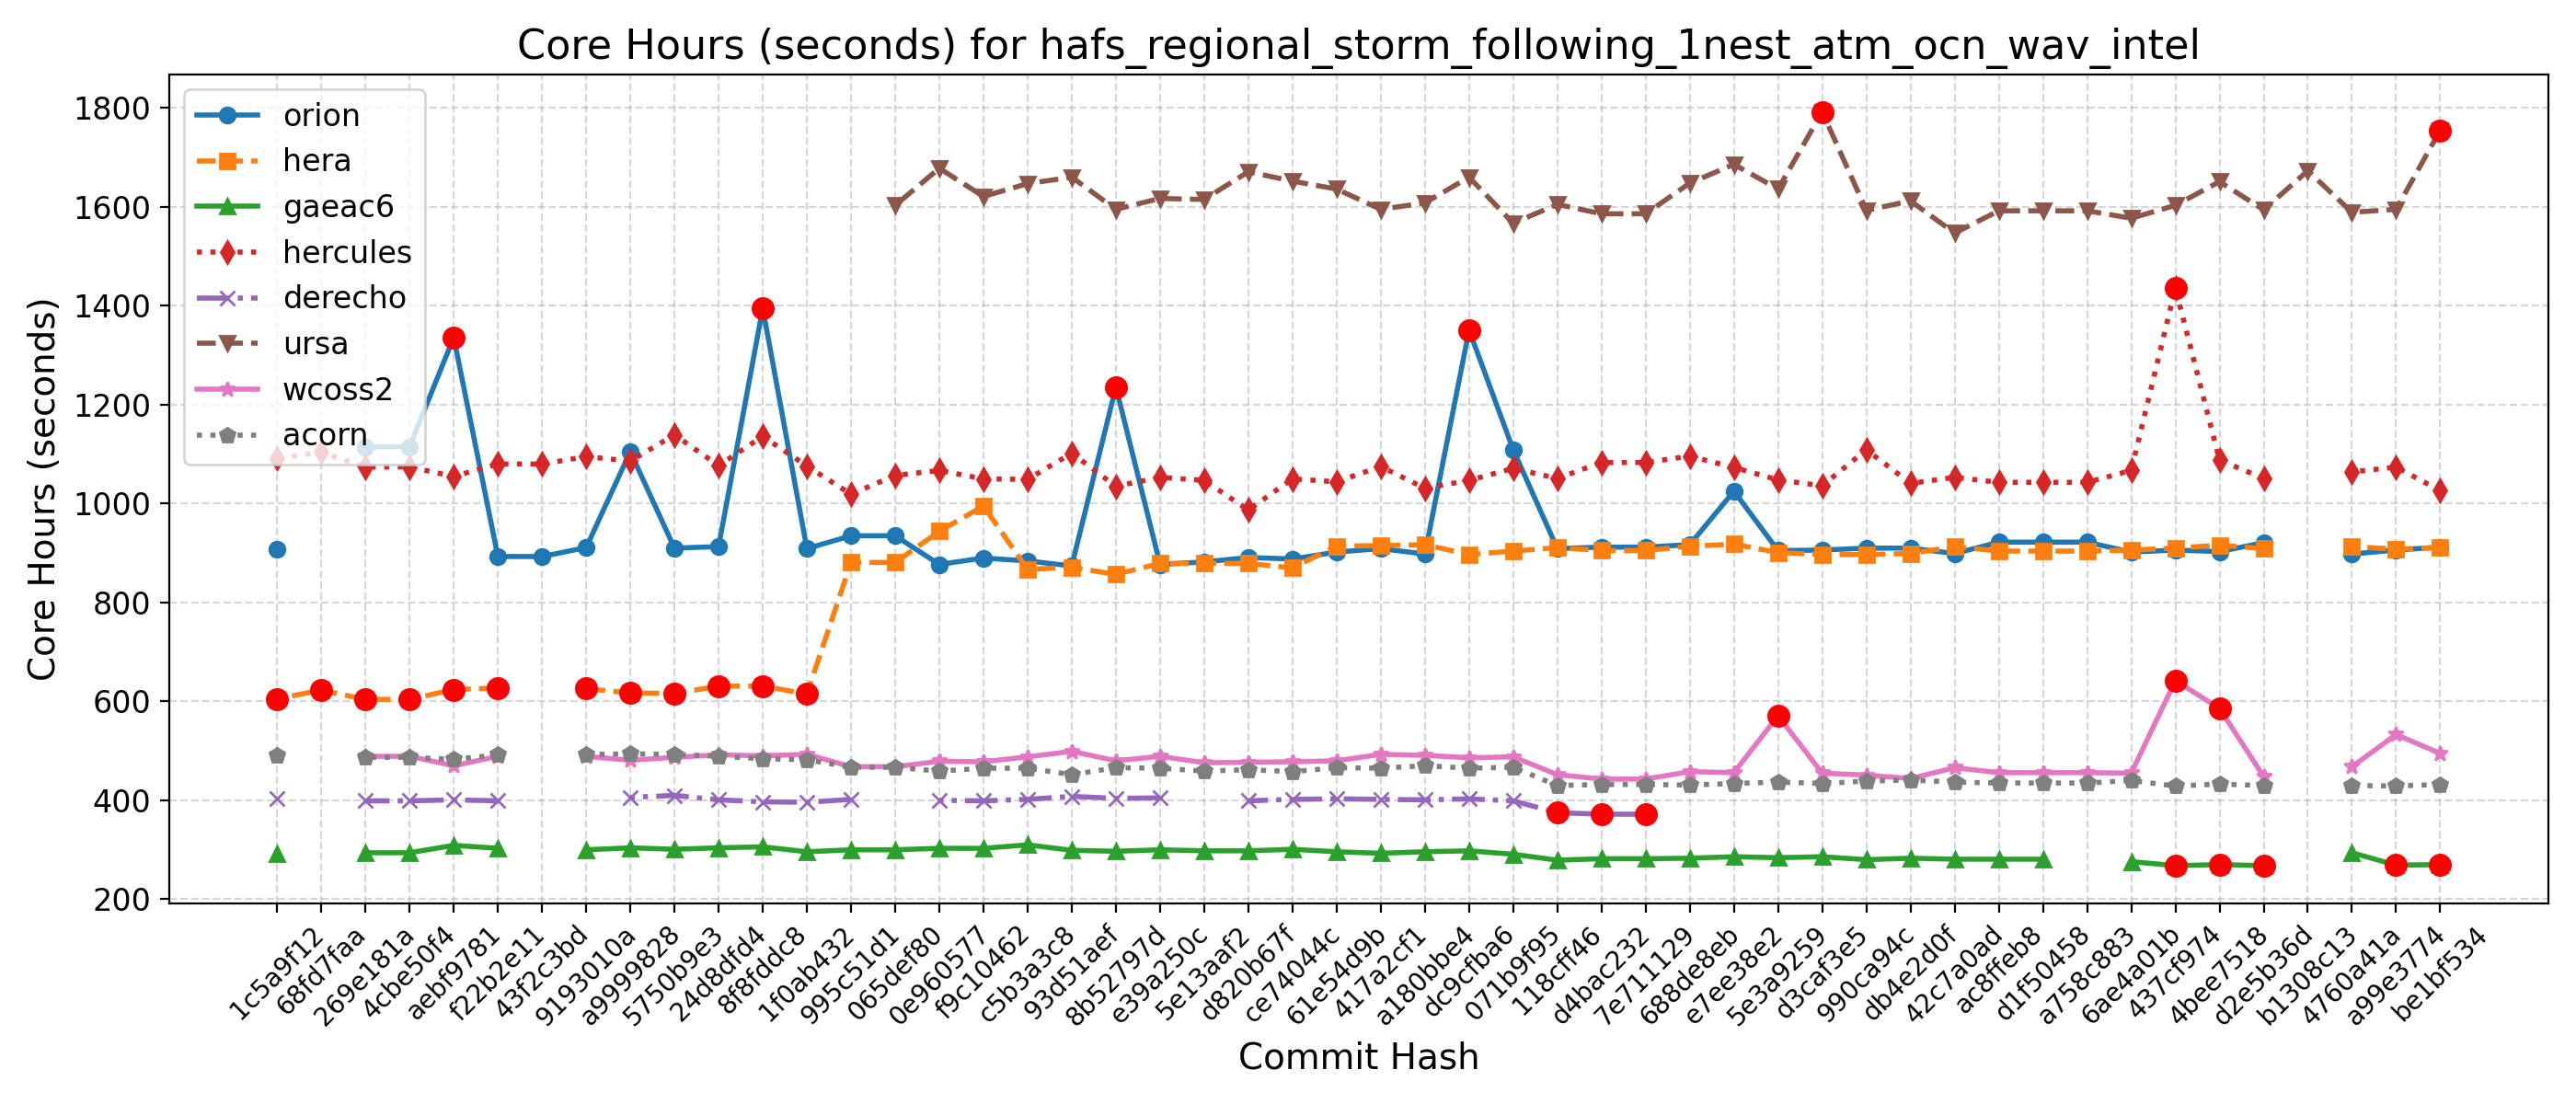 Core Hours (seconds) for hafs_regional_storm_following_1nest_atm_ocn_wav_intel
Core Hours (seconds)
1800
1600
1400
1200
1000
800
600
400
200
orion
hera
gaeac6
hercules
derecho
ursa
wcoss2
acorn
1c5a9f12
68fd7faa
269e181a
4cbe50f4
aebf9781
f22b2e11
43f2c3bd
9193010a
a9999828
5750b9e3
24d8dfd4
8f8fddc8
1f0ab432
995c51d1
065def80
0e960577
f9c10462
c5b3a3c8
93d51aef
8b52797d
e39a250c
5e13aaf2
d820b67f
ce74044c
61e54d9b
417a2cf1
a180bbe4
dc9cfba6
071b9f95
118cff46
d4bac232
7e711129
688de8eb
e7ee38e2
5e3a9259
d3caf3e5
990ca94c
db4e2d0f
42c7a0ad
ac8ffeb8
d1f50458
a758c883
6ae4a01b
437cf974
4bee7518
d2e5b36d
b1308c13
4760a41a
a99e3774
be1bf534
Commit Hash